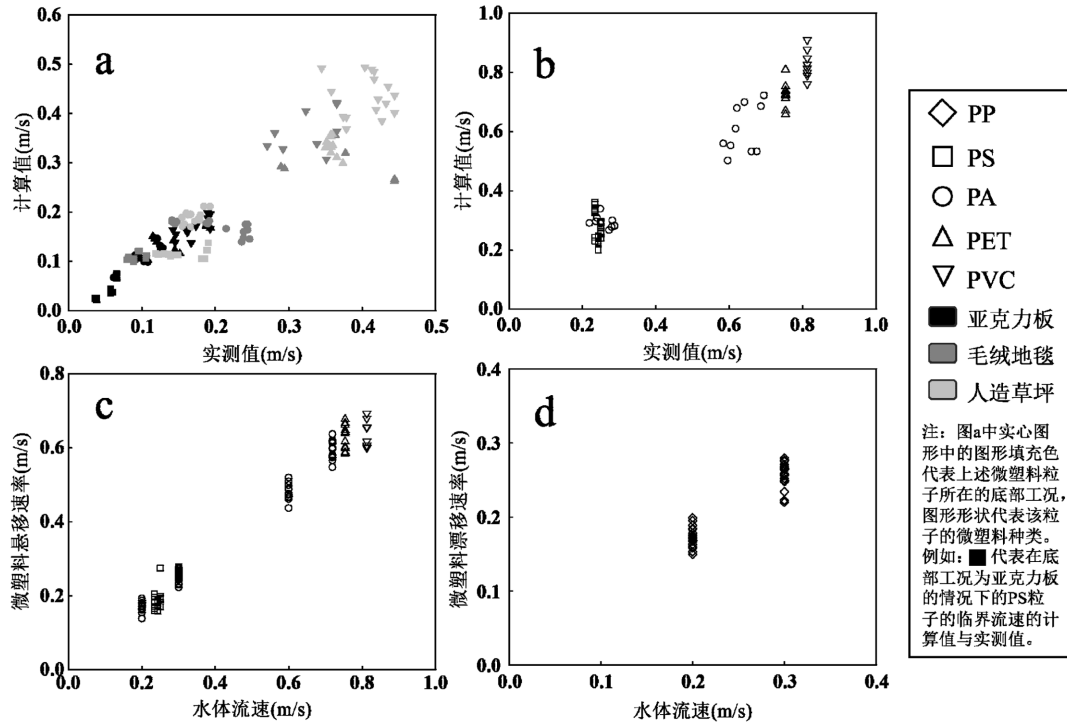 a
0.6
0.5
0.4
0.3
0.2
0.1
0.0
计算值(m/s)
0.0 0.1 0.2 0.3 0.4 0.5
实测值(m/s)
b
1.0
0.8
0.6
0.4
0.2
0.0
计算值(m/s)
0.0 0.2 0.4 0.6 0.8 1.0
实测值(m/s)
c
0.8
0.6
0.4
0.2
0.0
微塑料悬移速率(m/s)
0.0 0.2 0.4 0.6 0.8 1.0
水体流速(m/s)
d
0.4
0.3
0.2
0.1
0.0
微塑料漂移速率(m/s)
0.0 0.1 0.2 0.3 0.4
水体流速(m/s)
PP
PS
PA
PET
PVC
亚克力板
毛绒地毯
人造草坪
注：图a中实心图
形中的图形填充色
代表上述微塑料粒
子所在的底部工况，
图形形状代表该粒
子的微塑料种类。
例如：■代表在底
部工况为亚克力板
的情况下的PS粒
子的临界流速的计
算值与实测值。